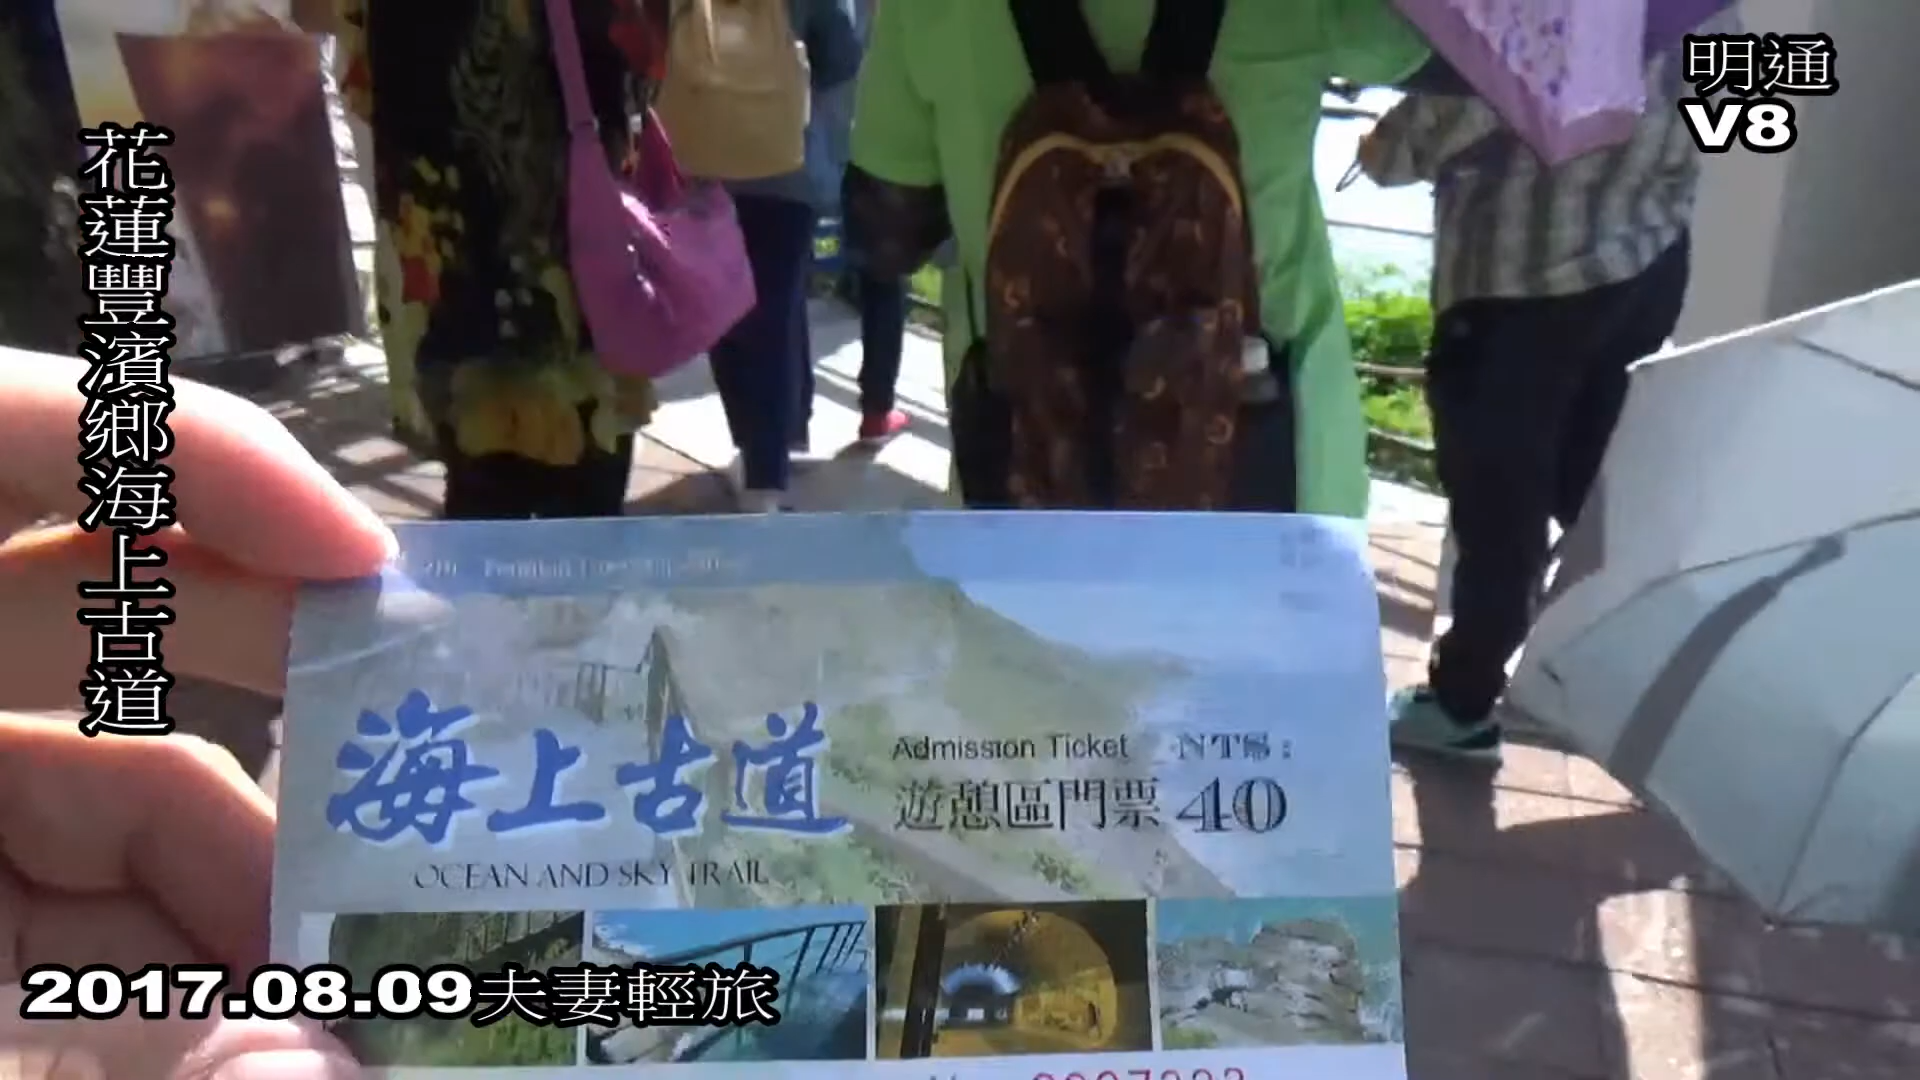 明通
V8
花蓮豐濱鄉海上古道
海上古道
Admission Ticket NT$:
遊憩區門票 40
OCEAN AND SKY TRAIL
2017.08.09夫妻輕旅